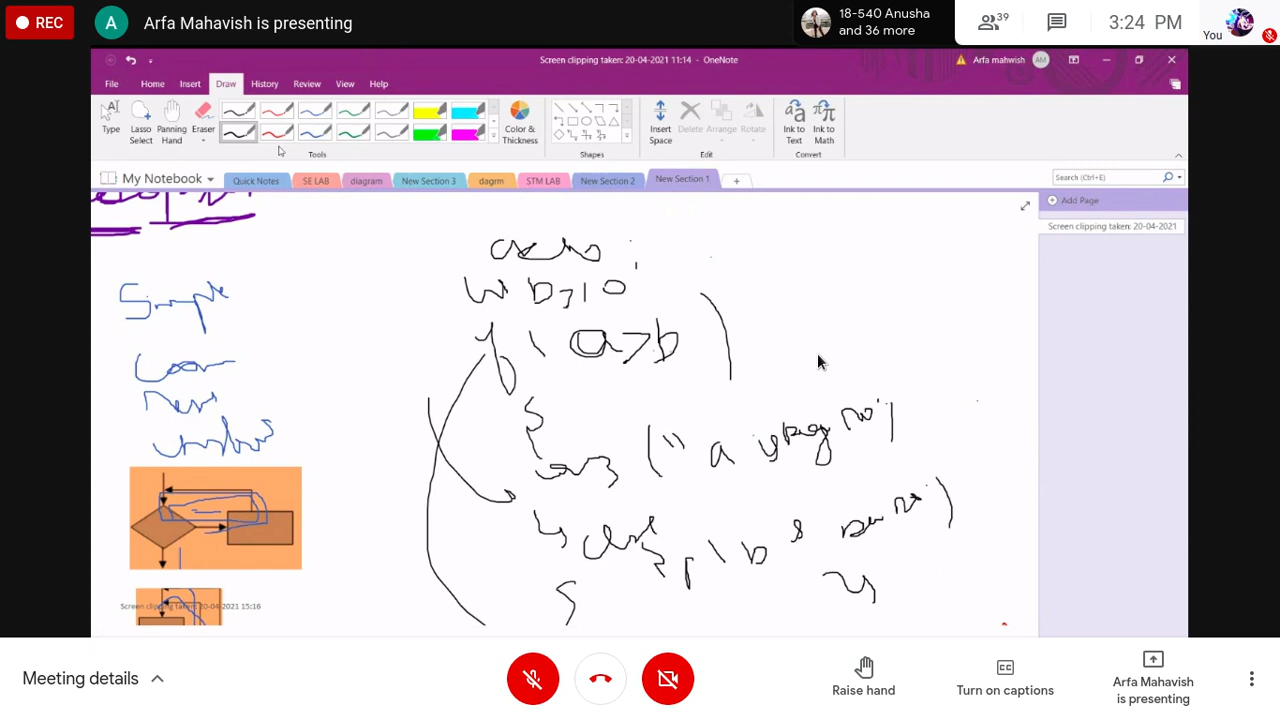 REC
A
Arfa Mahavish is presenting
18-540 Anusha
and 36 more
39
3:24 PM
You
Screen clipping taken: 20-04-2021 11:14 - OneNote
Arfa mahwish
AM
File
Home
Insert
Draw
History
Review
View
Help
Type
Lasso
Select
Panning
Hand
Eraser
Color &
Thickness
Insert
Space
Delete
Arrange
Rotate
Ink to
Text
Ink to
Math
Tools
Shapes
Edit
Convert
My Notebook
Quick Notes
SE LAB
diagram
New Section 3
dagrm
STM LAB
New Section 2
New Section 1
Search (Ctrl+E)
Add Page
Screen clipping taken: 20-04-2021
Simple
a>b
Screen clipping taken: 20-04-2021 15:16
Meeting details
Raise hand
Turn on captions
Arfa Mahavish
is presenting